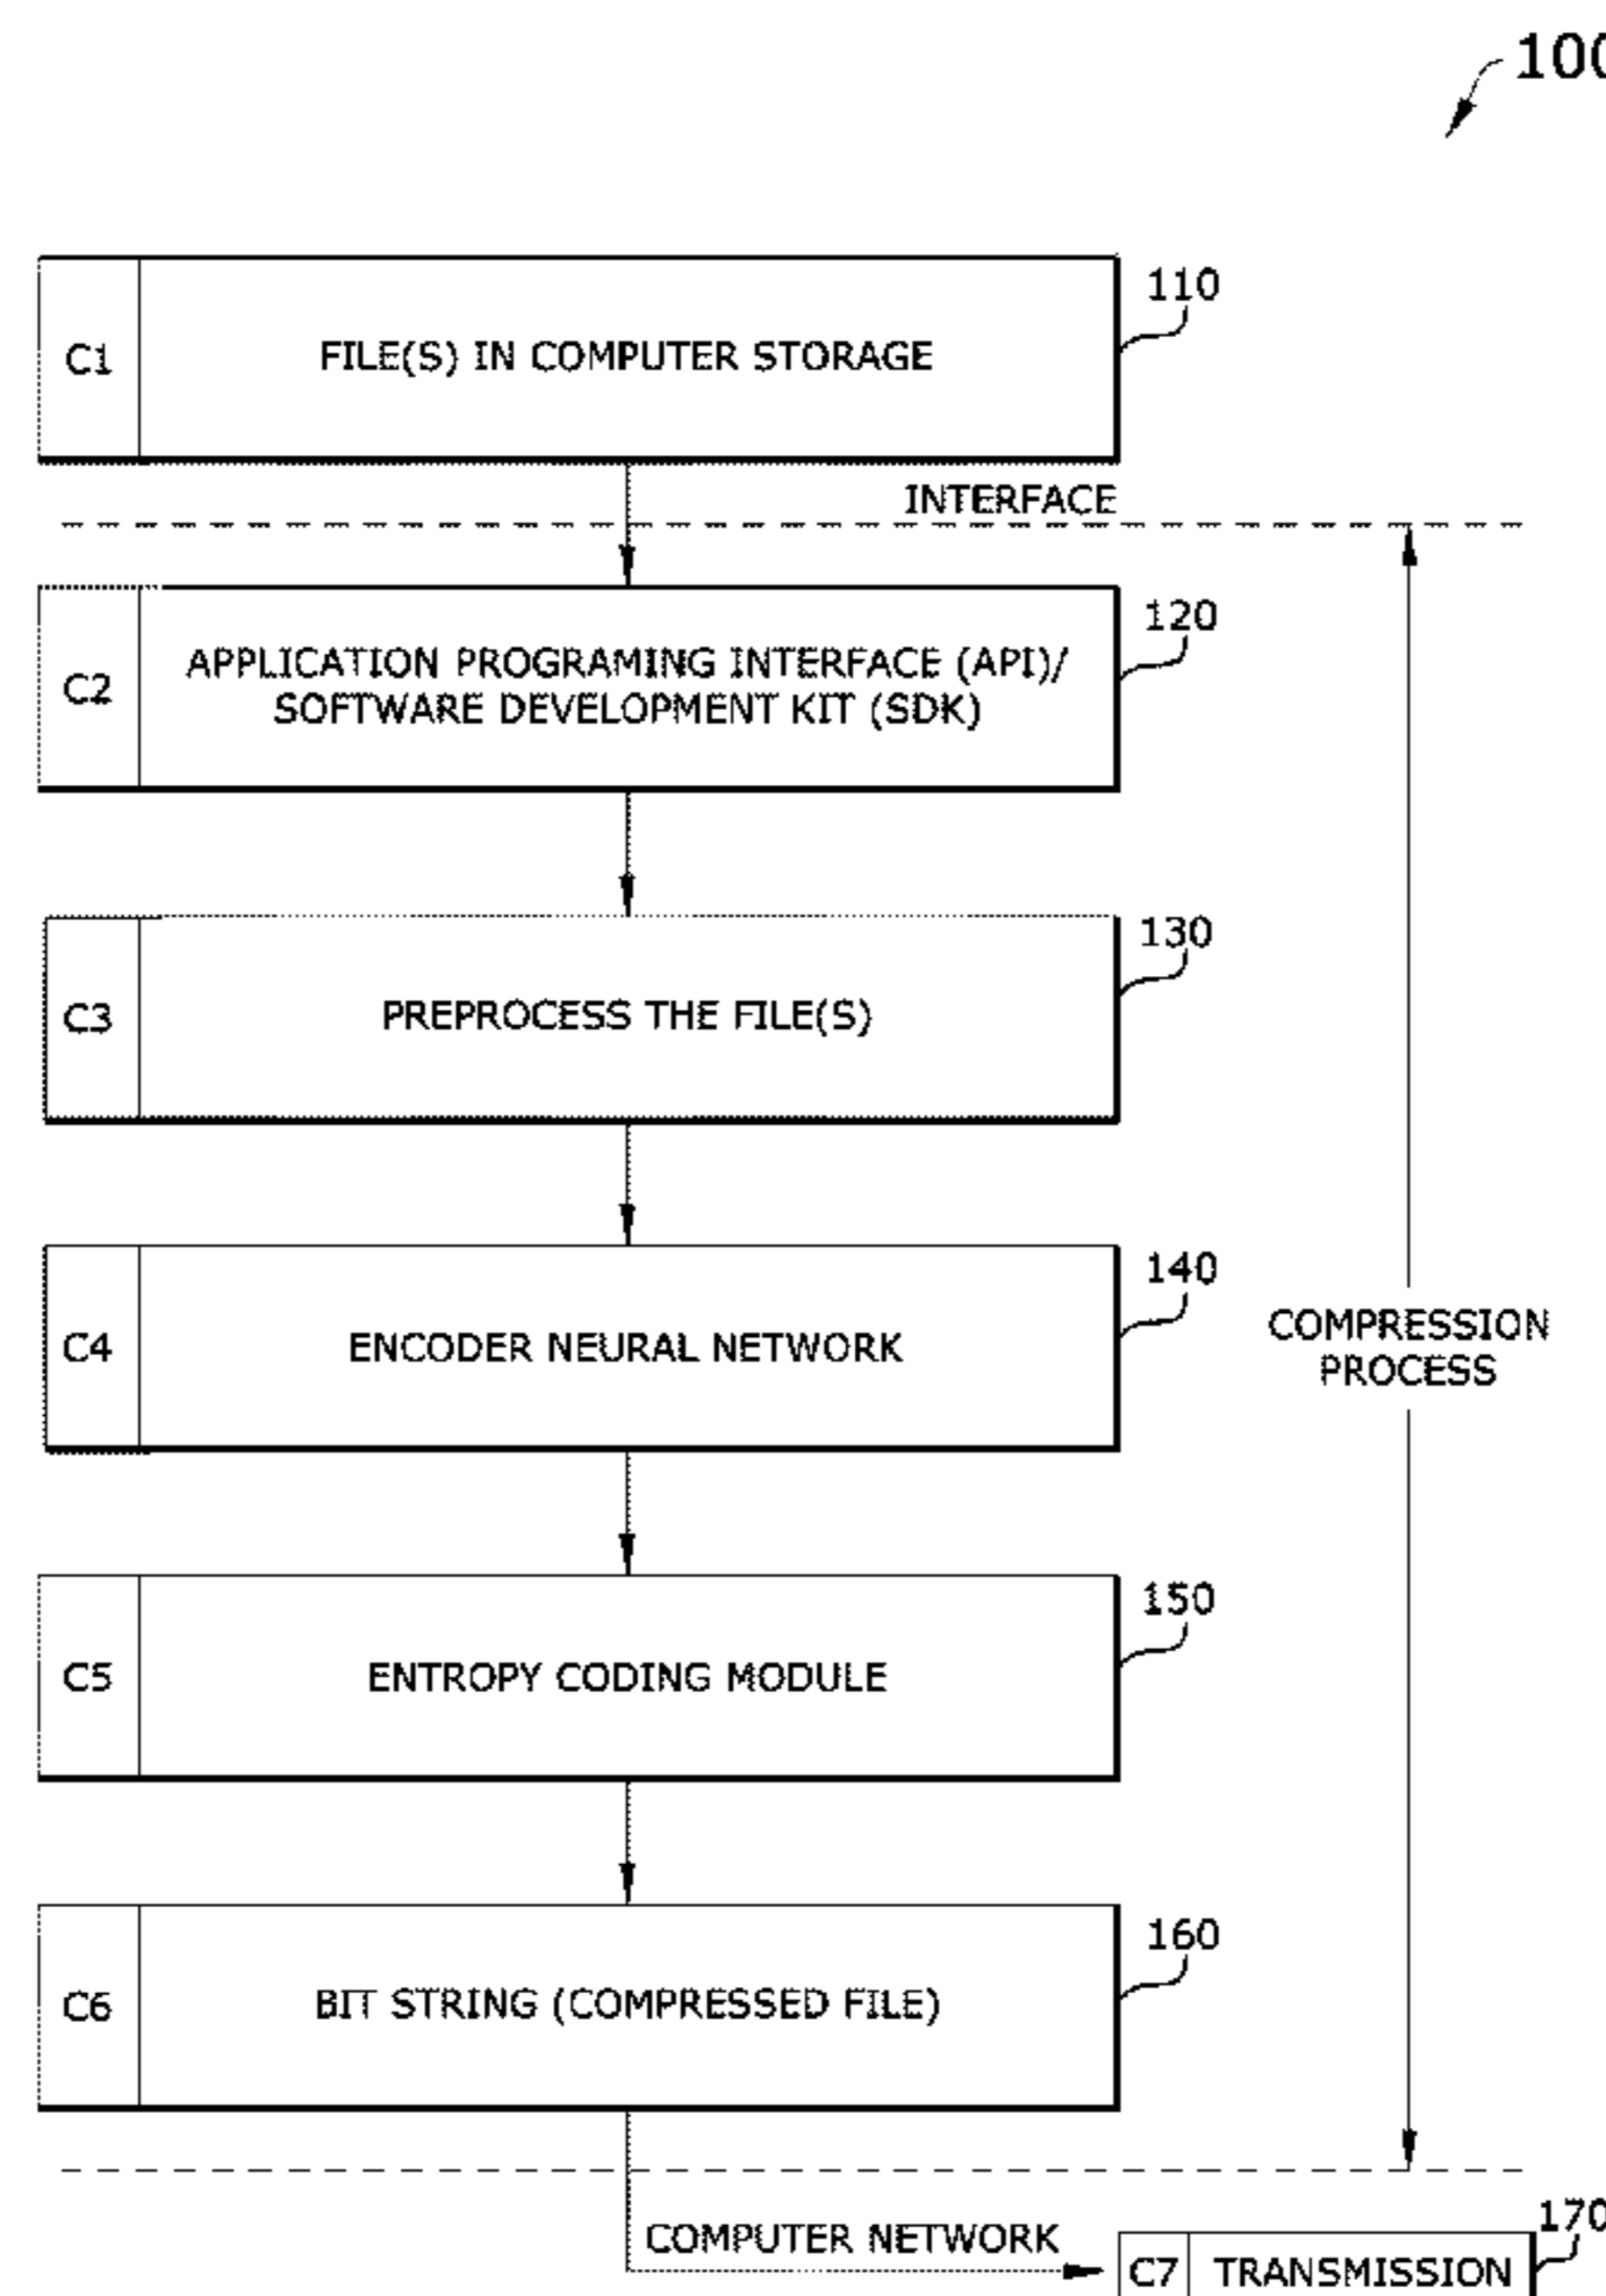 100
110
C1 FILE(S) IN COMPUTER STORAGE
INTERFACE
120
C2 APPLICATION PROGRAMING INTERFACE (API)/
SOFTWARE DEVELOPMENT KIT (SDK)
130
C3 PREPROCESS THE FILE(S)
140
C4 ENCODER NEURAL NETWORK
COMPRESSION
PROCESS
150
C5 ENTROPY CODING MODULE
160
C6 BIT STRING (COMPRESSED FILE)
170
COMPUTER NETWORK
C7 TRANSMISSION